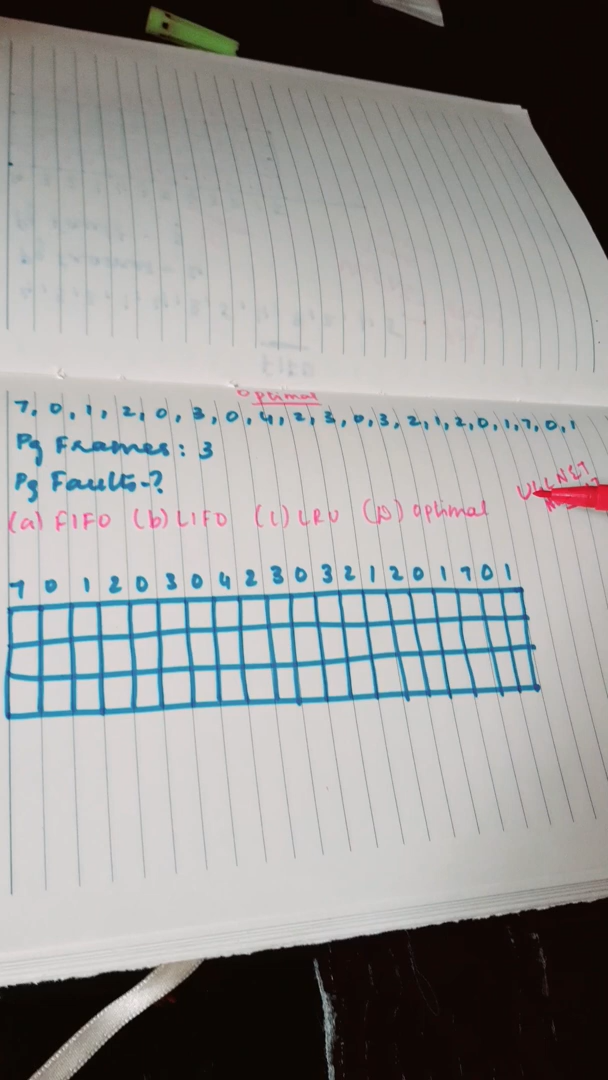 Optimal
7, 0, 1, 2, 0, 3, 0, 4, 2, 3, 0, 3, 2, 1, 2, 0, 1, 7, 0, 1
Pg Frames: 3
Pg Faults-?
(a) FIFO (b) LIFO (c) LRU (D) optimal
7 0 1 2 0 3 0 4 2 3 0 3 2 1 2 0 1 7 0 1